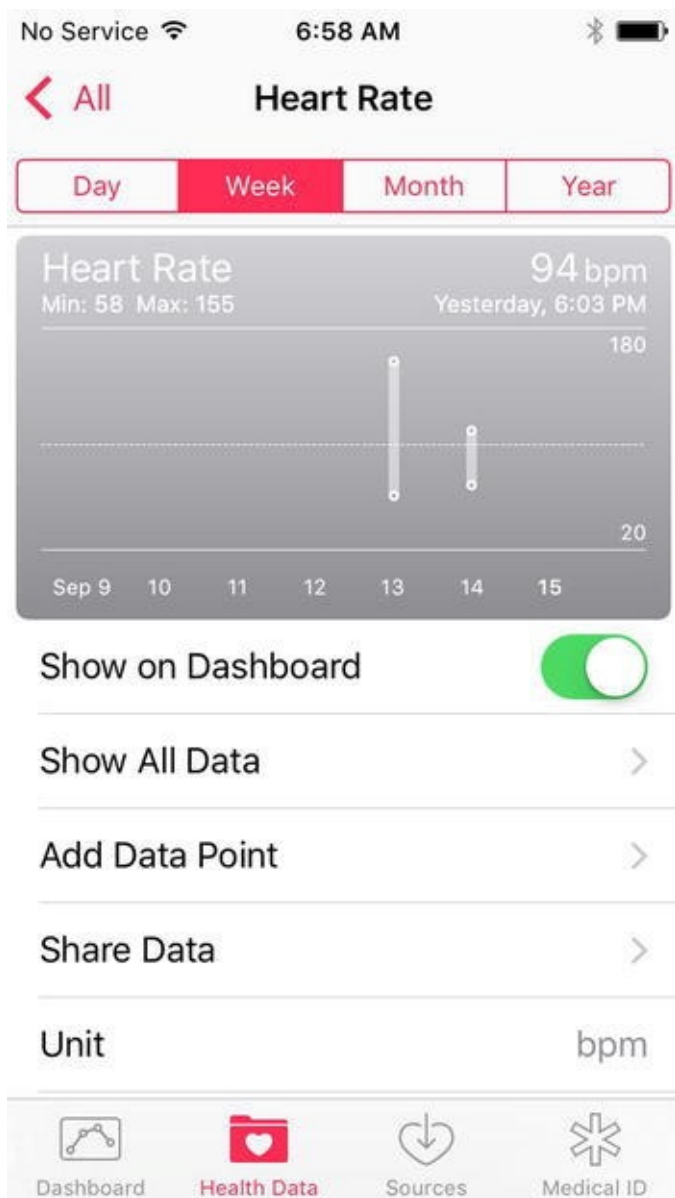 No Service 6:58 AM
All Heart Rate
Day Week Month Year
Heart Rate 94 bpm
Min: 58 Max: 155 Yesterday, 6:03 PM
180
20
Sep 9 10 11 12 13 14 15
Show on Dashboard
Show All Data
Add Data Point
Share Data
Unit bpm
Dashboard Health Data Sources Medical ID